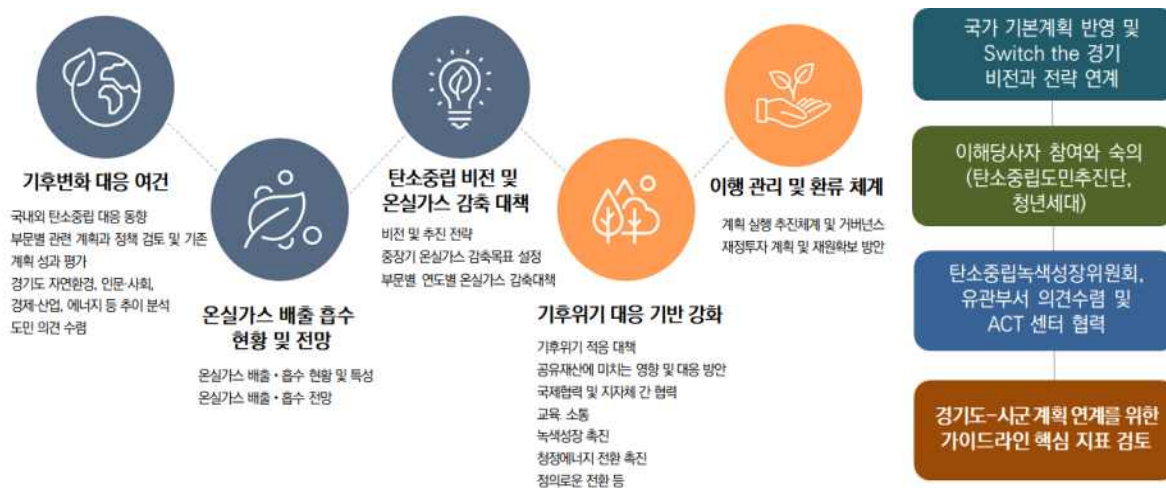 기후변화 대응 여건
국내외 탄소중립 대응 동향
부문별 관련 계획과 정책 검토 및 기존
계획 성과 평가
경기도 자연환경, 인문·사회,
경제·산업, 에너지 등 추이 분석
도민 의견 수렴
온실가스 배출 흡수
현황 및 전망
온실가스 배출·흡수 현황 및 특성
온실가스 배출·흡수 전망
탄소중립 비전 및
온실가스 감축 대책
비전 및 추진 전략
중장기 온실가스 감축목표 설정
부문별 연도별 온실가스 감축대책
기후위기 대응 기반 강화
기후위기 적응 대책
공유재산에 미치는 영향 및 대응 방안
국제협력 및 지자체 간 협력
교육 소통
녹색성장 촉진
청정에너지 전환 촉진
정의로운 전환 등
이행 관리 및 환류 체계
계획 실행 추진체계 및 거버넌스
재정투자 계획 및 재원확보 방안
국가 기본계획 반영 및
Switch the 경기
비전과 전략 연계
이해당사자 참여와 숙의
(탄소중립도민추진단,
청년세대)
탄소중립녹색성장위원회,
유관부서 의견수렴 및
ACT 센터 협력
경기도-시군 계획 연계를 위한
가이드라인 핵심 지표 검토